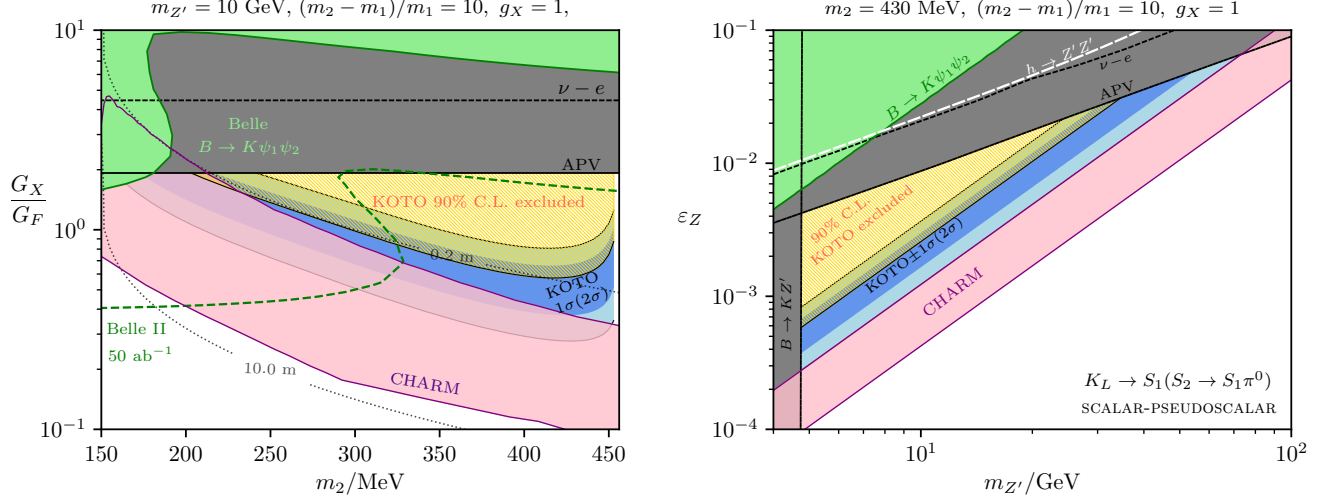 m_{Z'} = 10 GeV, (m_2 − m_1)/m_1 = 10, g_X = 1,
10^1
10^0
10^{−1}
G_X
G_F
ν − e
Belle
B → Kψ_1ψ_2
APV
KOTO 90% C.L. excluded
0.2 m
KOTO
1σ(2σ)
Belle II
50 ab^{−1}
10.0 m
CHARM
150 200 250 300 350 400 450
m_2/MeV
m_2 = 430 MeV, (m_2 − m_1)/m_1 = 10, g_X = 1
10^{−1}
10^{−2}
10^{−3}
10^{−4}
ε_Z
h → Z′Z′
ν − e
B → Kψ_1ψ_2
APV
90% C.L.
KOTO excluded
KOTO±1σ(2σ)
CHARM
B → KZ′
K_L → S_1(S_2 → S_1π^0)
SCALAR-PSEUDOSCALAR
10^1 10^2
m_{Z'}/GeV